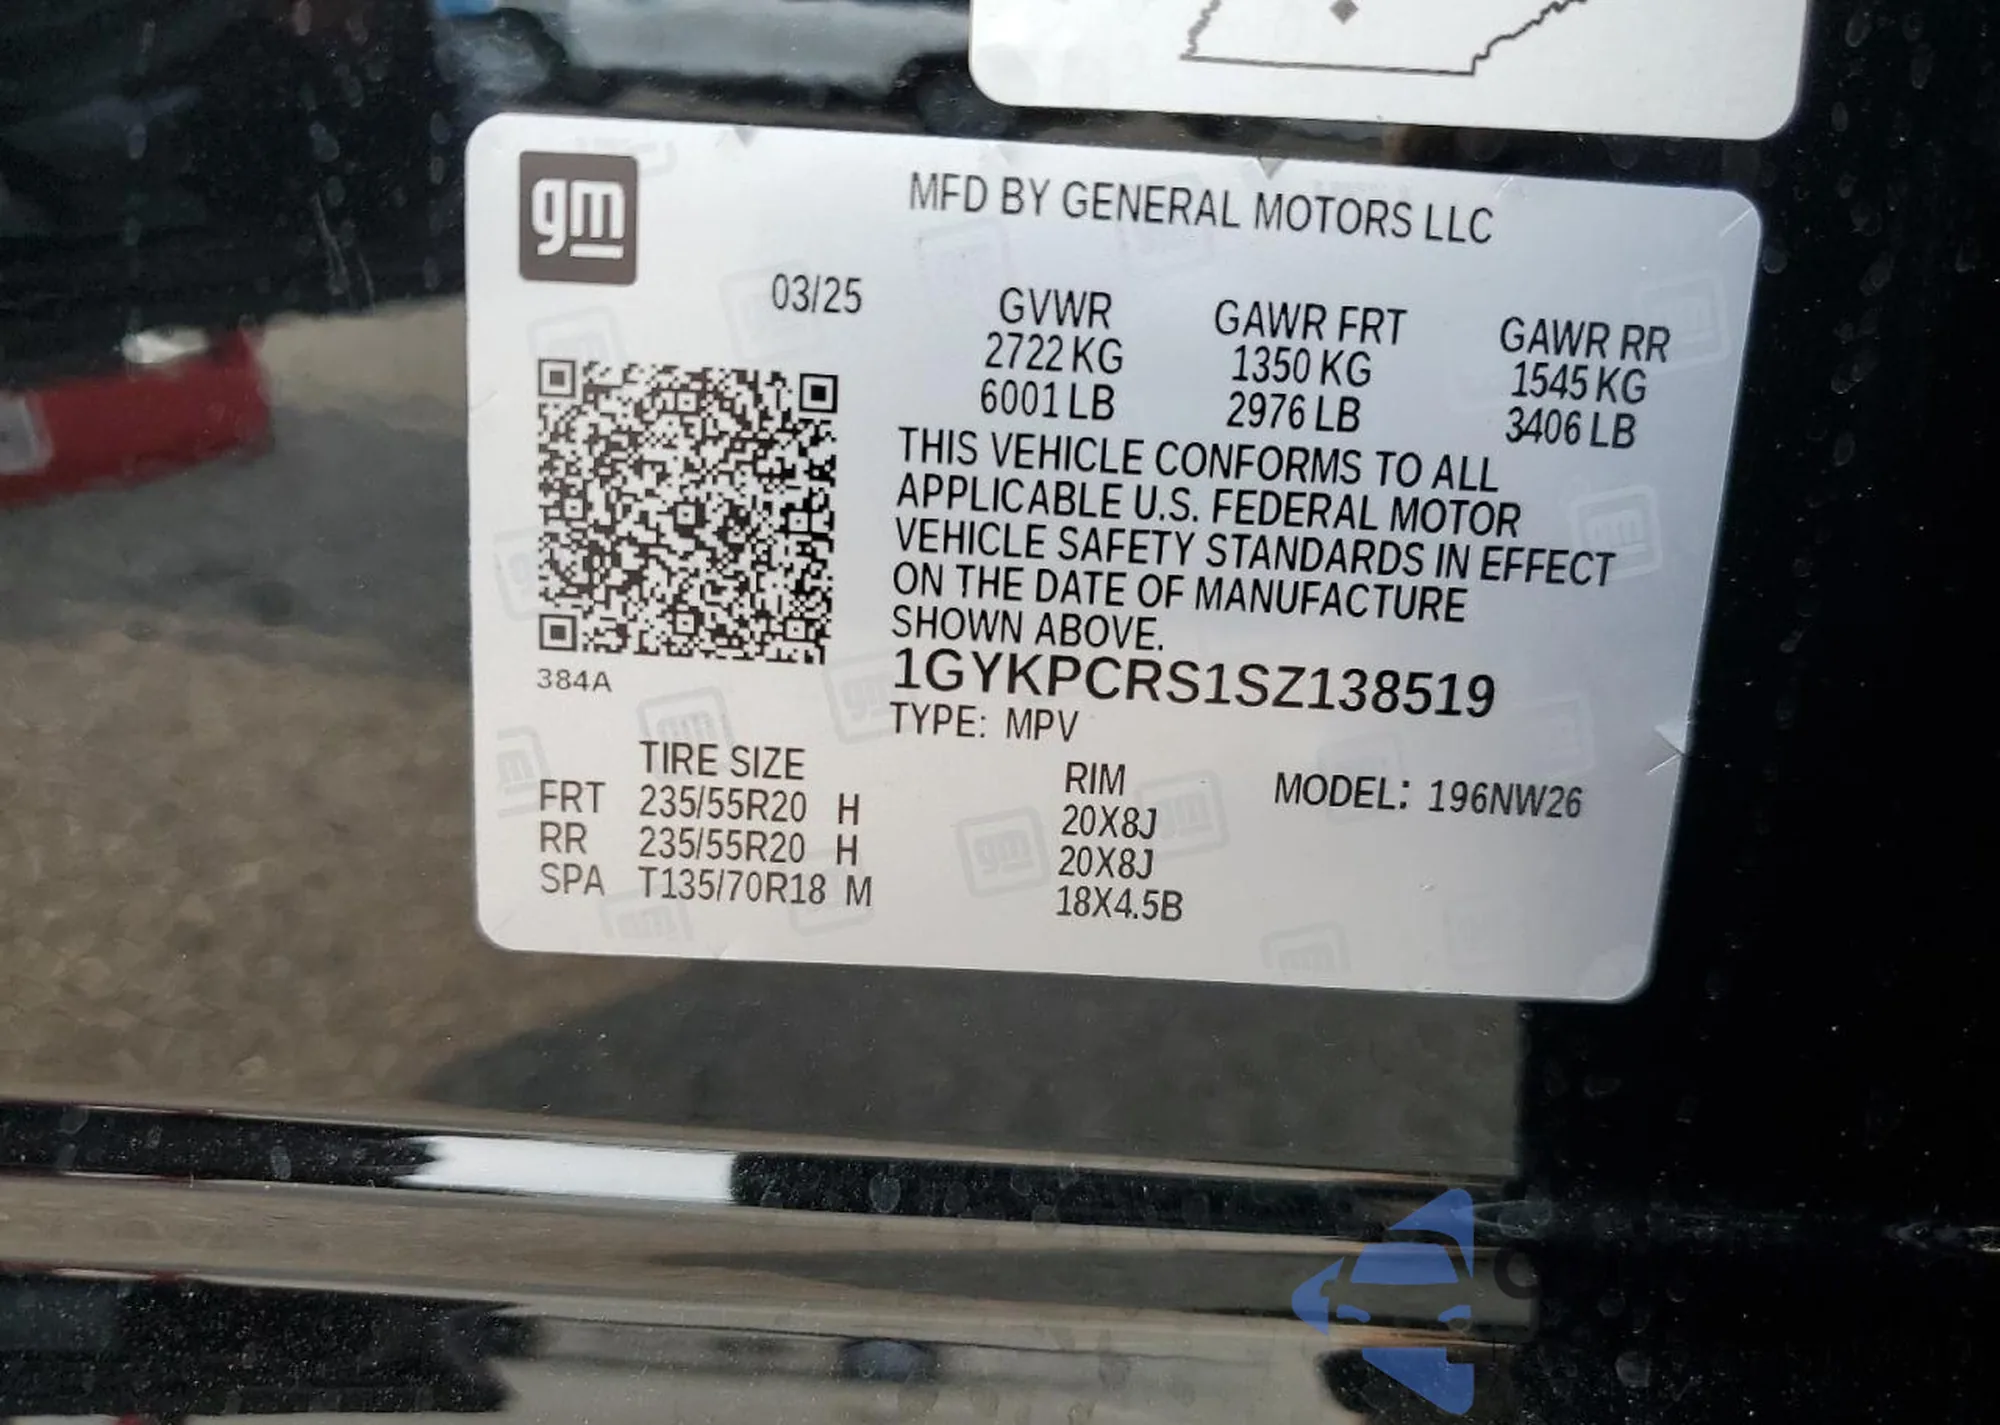 gm
MFD BY GENERAL MOTORS LLC
03/25
GVWR GAWR FRT GAWR RR
2722 KG 1350 KG 1545 KG
6001 LB 2976 LB 3406 LB
THIS VEHICLE CONFORMS TO ALL
APPLICABLE U.S. FEDERAL MOTOR
VEHICLE SAFETY STANDARDS IN EFFECT
ON THE DATE OF MANUFACTURE
SHOWN ABOVE.
384A
1GYKPCRS1SZ138519
TYPE: MPV
TIRE SIZE RIM MODEL: 196NW26
FRT 235/55R20 H 20X8J
RR 235/55R20 H 20X8J
SPA T135/70R18 M 18X4.5B